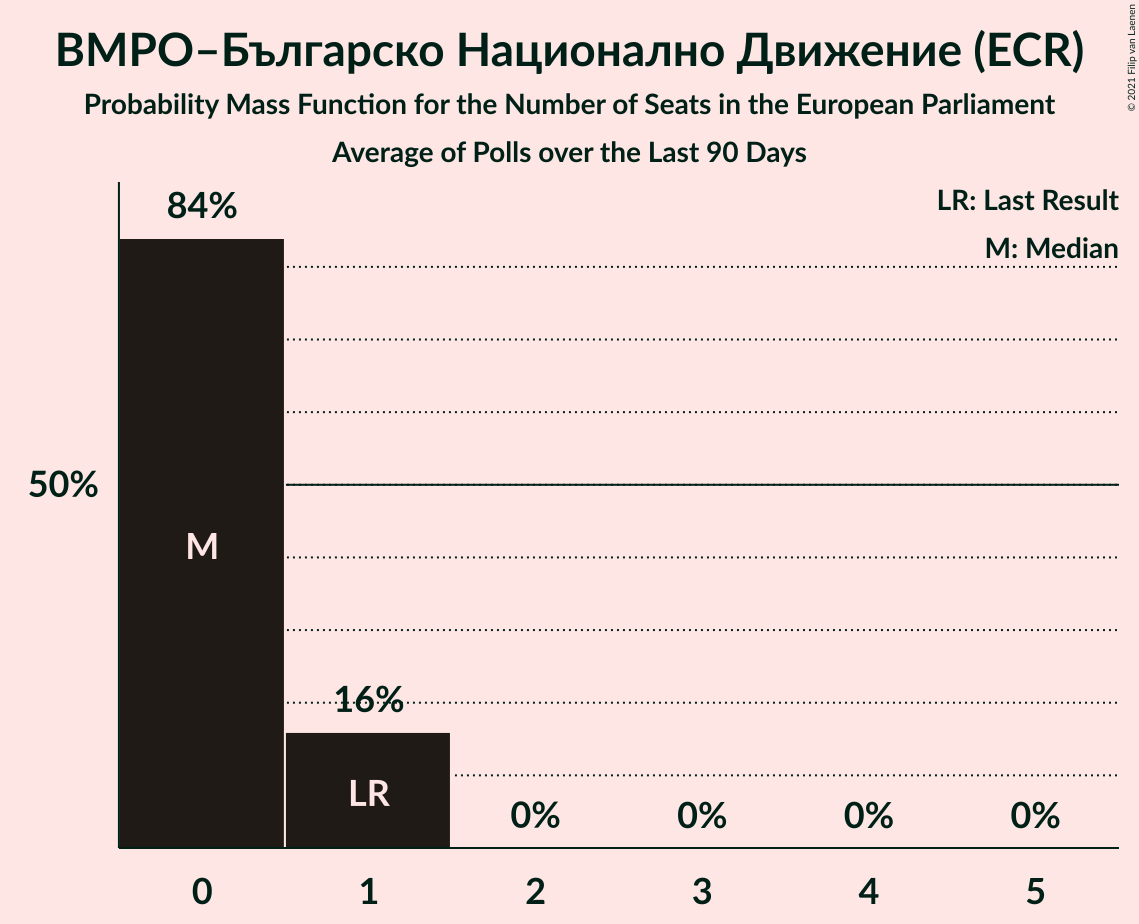 ВМРО–Българско Национално Движение (ECR)
Probability Mass Function for the Number of Seats in the European Parliament
Average of Polls over the Last 90 Days
© 2021 Filip van Laenen
LR: Last Result
M: Median
84%
50%
M
16%
LR
0%
0%
0%
0%
0
1
2
3
4
5